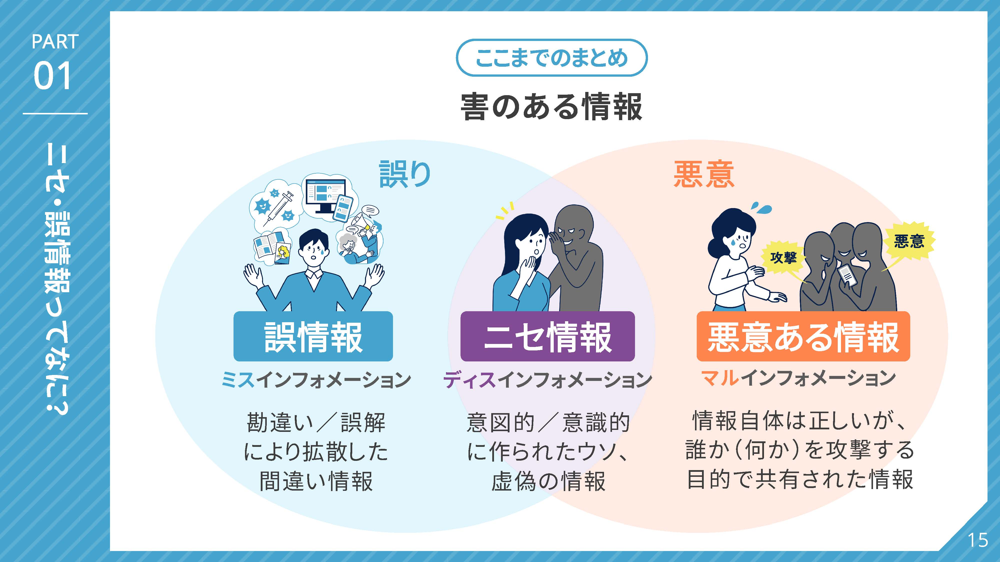 PART
01
ニセ・誤情報ってなに?
ここまでのまとめ
害のある情報
誤り
悪意
攻撃
悪意
誤情報
ミスインフォメーション
勘違い／誤解
により拡散した
間違い情報
ニセ情報
ディスインフォメーション
意図的／意識的
に作られたウソ、
虚偽の情報
悪意ある情報
マルインフォメーション
情報自体は正しいが、
誰か(何か)を攻撃する
目的で共有された情報
15